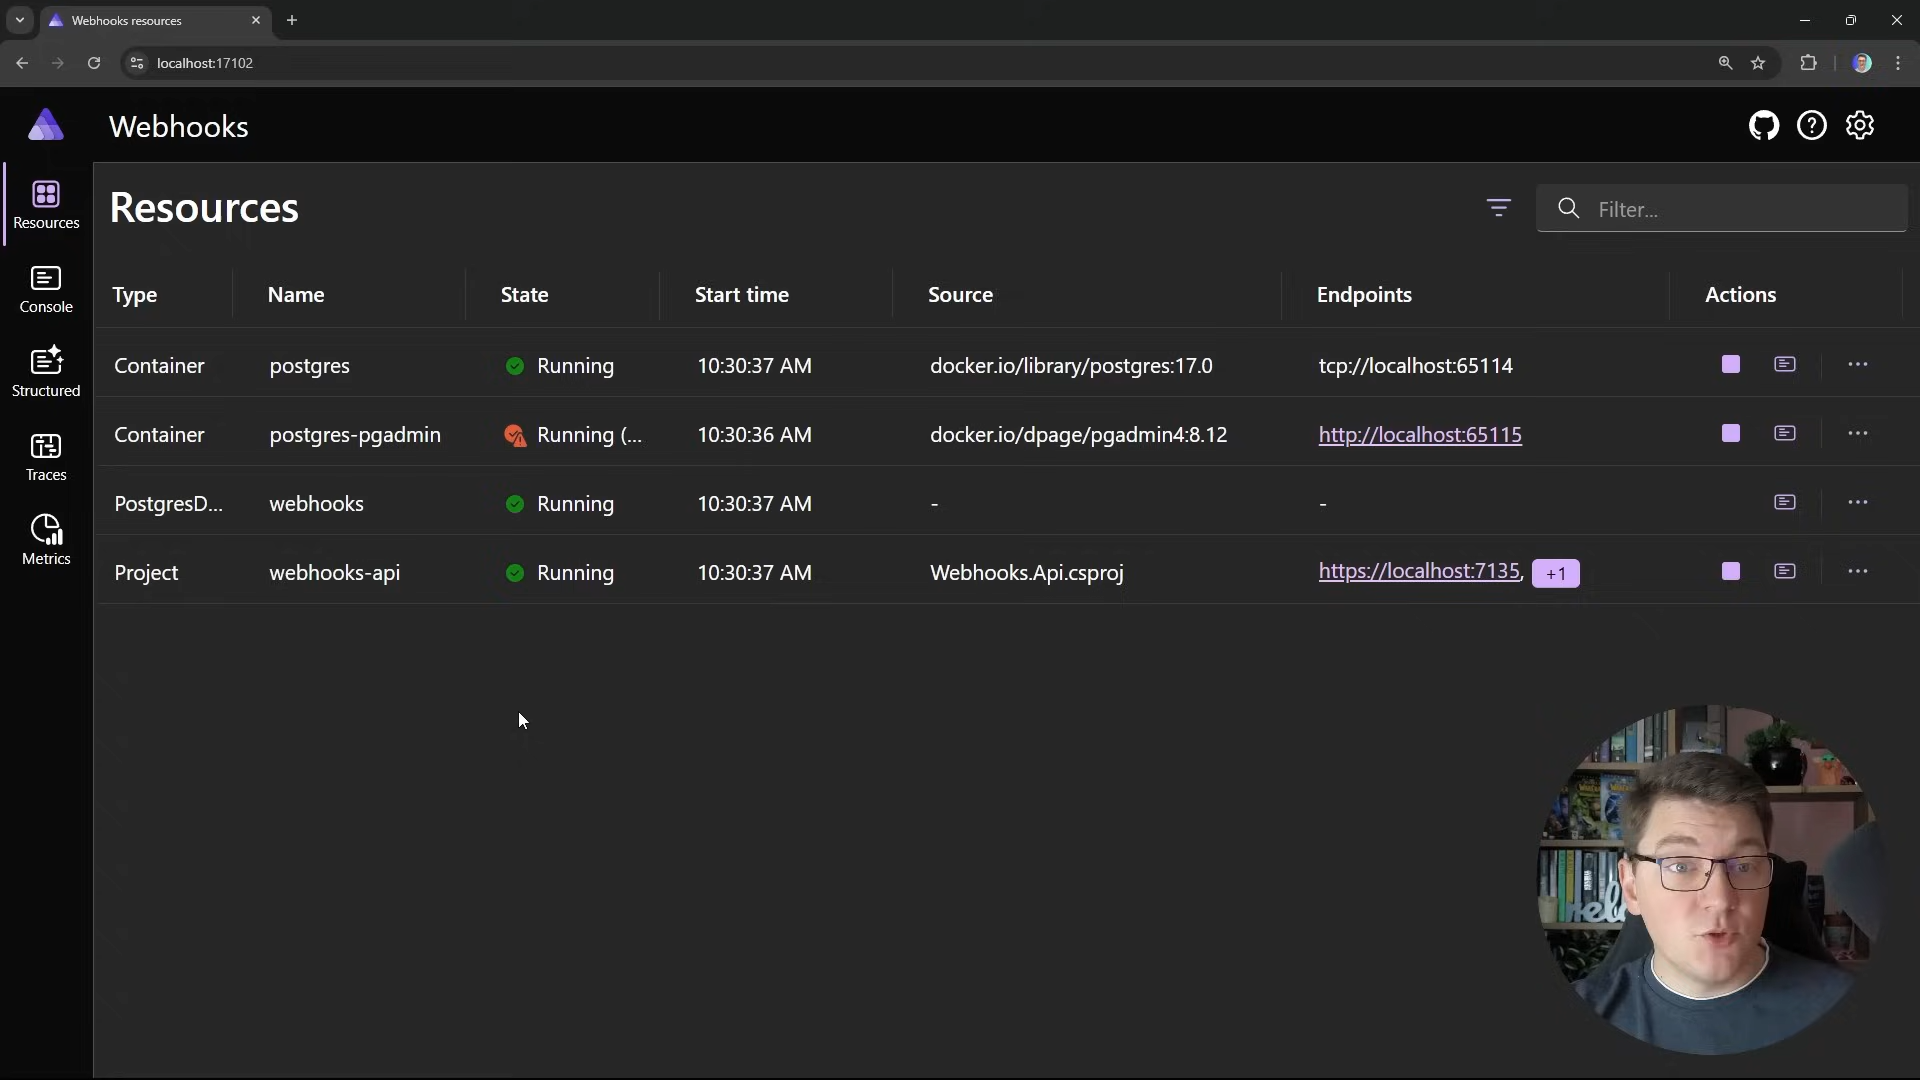 Webhooks resources
localhost:17102
Webhooks
Resources
Filter...
Resources
Console
Structured
Traces
Metrics
Type Name State Start time Source Endpoints Actions
Container postgres Running 10:30:37 AM docker.io/library/postgres:17.0 tcp://localhost:65114
Container postgres-pgadmin Running (... 10:30:36 AM docker.io/dpage/pgadmin4:8.12 http://localhost:65115
PostgresD... webhooks Running 10:30:37 AM - -
Project webhooks-api Running 10:30:37 AM Webhooks.Api.csproj https://localhost:7135, +1